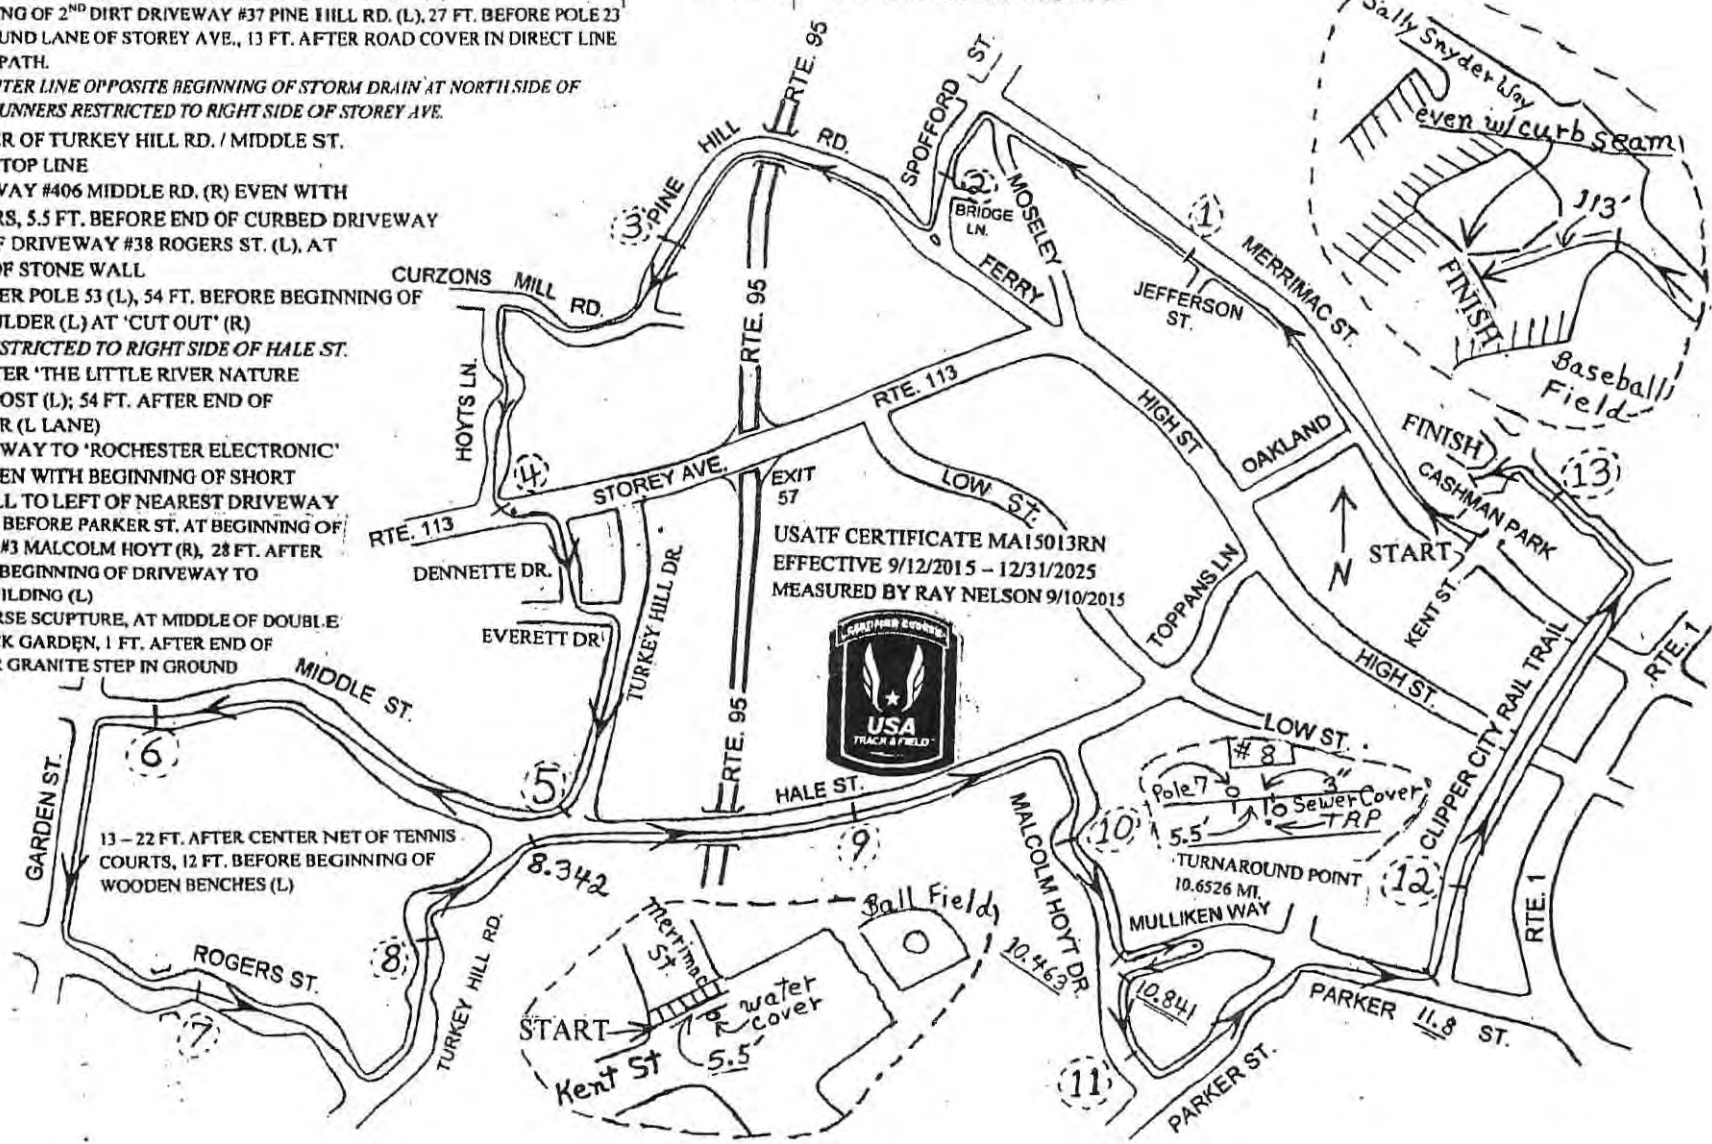 NG OF 2ND DIRT DRIVEWAY #37 PINE HILL RD. (L), 27 FT. BEFORE POLE 23
UND LANE OF STOREY AVE., 13 FT. AFTER ROAD COVER IN DIRECT LINE
PATH.
TER LINE OPPOSITE BEGINNING OF STORM DRAIN AT NORTH SIDE OF
UNNERS RESTRICTED TO RIGHT SIDE OF STOREY AVE.
R OF TURKEY HILL RD. / MIDDLE ST.
TOP LINE
WAY #406 MIDDLE RD. (R) EVEN WITH
RS, 5.5 FT. BEFORE END OF CURBED DRIVEWAY
F DRIVEWAY #38 ROGERS ST. (L), AT
OF STONE WALL
ER POLE 53 (L), 54 FT. BEFORE BEGINNING OF
ULDER (L) AT 'CUT OUT' (R)
STRICTED TO RIGHT SIDE OF HALE ST.
TER 'THE LITTLE RIVER NATURE
OST (L); 54 FT. AFTER END OF
R (L LANE)
WAY TO 'ROCHESTER ELECTRONIC'
EN WITH BEGINNING OF SHORT
LL TO LEFT OF NEAREST DRIVEWAY
BEFORE PARKER ST. AT BEGINNING OF
#3 MALCOLM HOYT (R), 28 FT. AFTER
BEGINNING OF DRIVEWAY TO
ILDING (L)
RSE SCUPTURE, AT MIDDLE OF DOUBLE
K GARDEN, 1 FT. AFTER END OF
R GRANITE STEP IN GROUND
13 – 22 FT. AFTER CENTER NET OF TENNIS
COURTS, 12 FT. BEFORE BEGINNING OF
WOODEN BENCHES (L)
RTE. 95
SPOFFORD ST.
PINE HILL RD.
3
2
BRIDGE
LN.
MOSELEY
FERRY
1
MERRIMAC ST.
JEFFERSON
ST.
CURZONS MILL RD.
RTE. 95
HOYTS LN.
4
RTE. 113
STOREY AVE.
RTE. 113
EXIT
57
LOW ST.
HIGH ST
OAKLAND
Sally Snyder Way
even w/curb seam
113'
FINISH
Baseball
Field
FINISH
13
CASHMAN PARK
N
START
KENT ST
USATF CERTIFICATE MA15013RN
EFFECTIVE 9/12/2015 – 12/31/2025
MEASURED BY RAY NELSON 9/10/2015
USA
TRACK & FIELD
DENNETTE DR.
EVERETT DR
TURKEY HILL DR.
TOPPANS LN
HIGH ST.
CLIPPER CITY RAIL TRAIL
RTE. 1
MIDDLE ST.
6
5
GARDEN ST.
RTE. 95
HALE ST.
9
8.342
LOW ST.
#8
Pole 7
3"
Sewer Cover
5.5'
TAP
TURNAROUND POINT
10.6526 MI.
10
12
MALCOLM HOYT DR.
MULLIKEN WAY
RTE. 1
ROGERS ST.
8
7
TURKEY HILL RD.
Merrimac
St.
Ball Field
water
cover
START
5.5'
Kent St
10.463
10.841
PARKER ST.
11.8
11
PARKER ST.